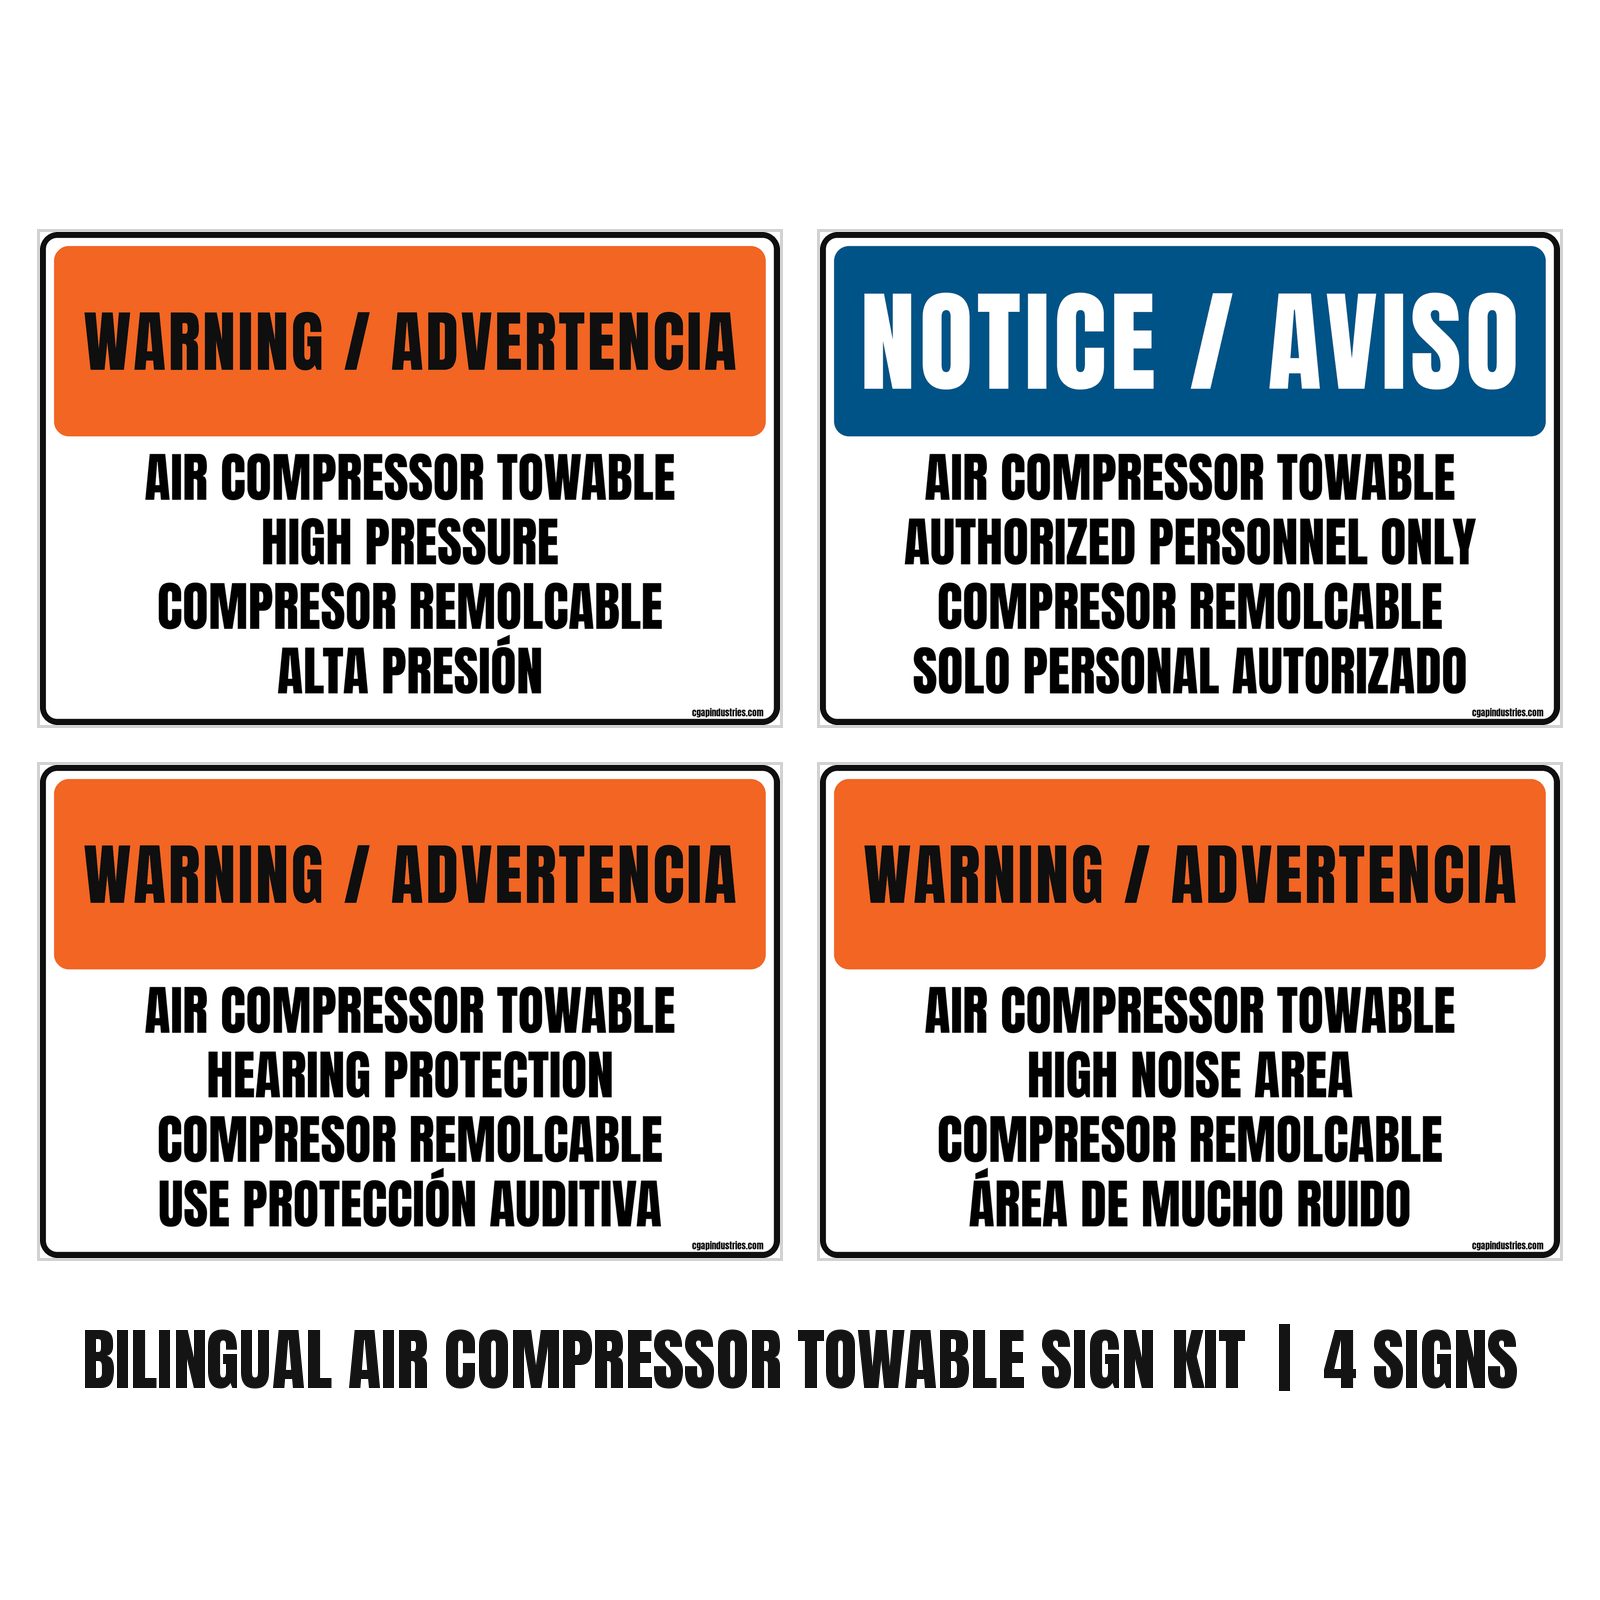 WARNING / ADVERTENCIA
AIR COMPRESSOR TOWABLE
HIGH PRESSURE
COMPRESOR REMOLCABLE
ALTA PRESIÓN
cgapindustries.com
NOTICE / AVISO
AIR COMPRESSOR TOWABLE
AUTHORIZED PERSONNEL ONLY
COMPRESOR REMOLCABLE
SOLO PERSONAL AUTORIZADO
cgapindustries.com
WARNING / ADVERTENCIA
AIR COMPRESSOR TOWABLE
HEARING PROTECTION
COMPRESOR REMOLCABLE
USE PROTECCIÓN AUDITIVA
cgapindustries.com
WARNING / ADVERTENCIA
AIR COMPRESSOR TOWABLE
HIGH NOISE AREA
COMPRESOR REMOLCABLE
ÁREA DE MUCHO RUIDO
cgapindustries.com
BILINGUAL AIR COMPRESSOR TOWABLE SIGN KIT | 4 SIGNS